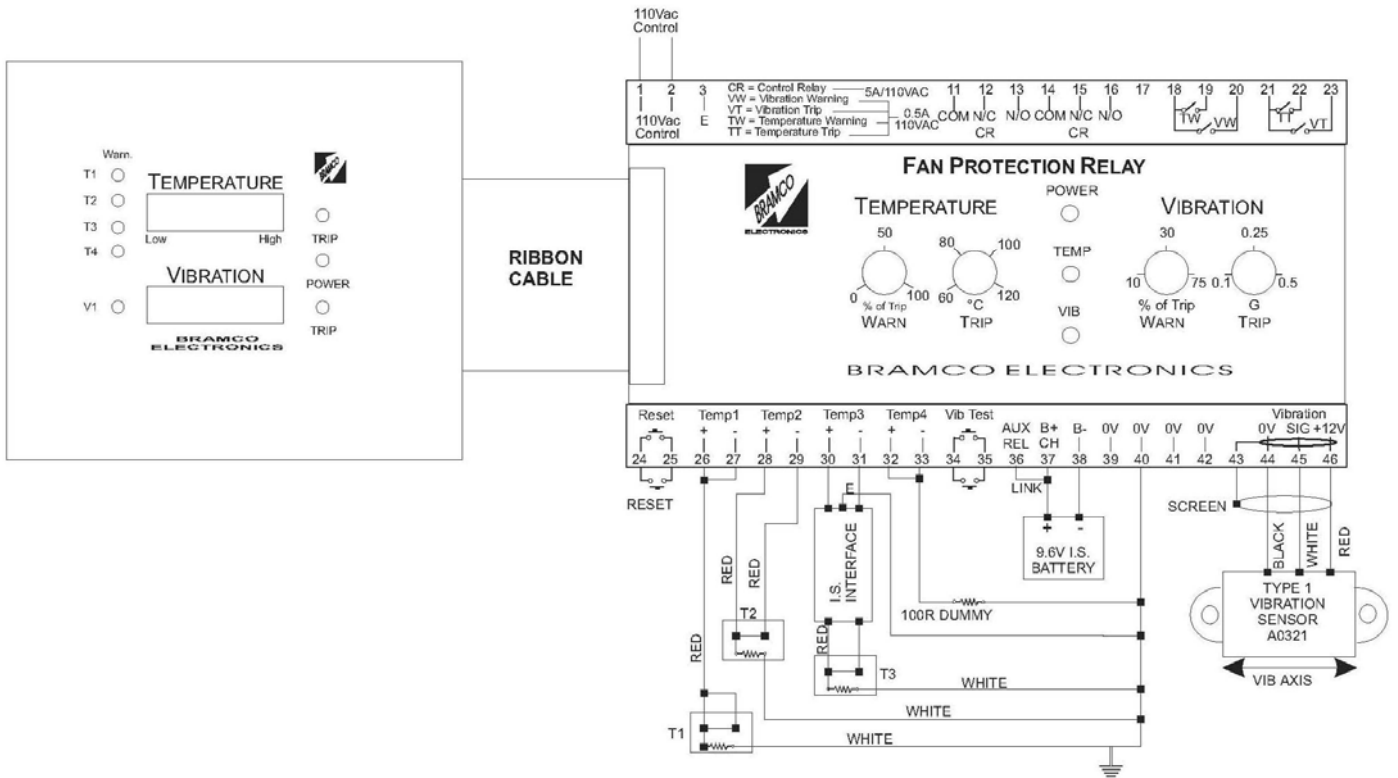 110Vac
Control
1 2 3 CR = Control Relay 5A/110VAC 11 12 13 14 15 16 17 18 19 20 21 22 23
VW = Vibration Warning
110Vac
Control
E
VT = Vibration Trip
TW = Temperature Warning
TT = Temperature Trip
0.5A
110VAC
COM N/C N/O COM N/C N/O
CR CR
TW VW TT VT
Warn.
T1
T2
T3
T4
V1
TEMPERATURE
Low High
VIBRATION
TRIP
POWER
TRIP
BRAMCO
ELECTRONICS
RIBBON
CABLE
BRAMCO
ELECTRONICS
FAN PROTECTION RELAY
TEMPERATURE
50
0 100
% of Trip
WARN
80 100
60 120
°C
TRIP
POWER
TEMP
VIB
VIBRATION
30
10 75
% of Trip
WARN
0.25
0.1 0.5
G
TRIP
BRAMCO ELECTRONICS
Reset Temp1 Temp2 Temp3 Temp4 Vib Test Vibration
+ - + - + - + - AUX B+ B- 0V 0V 0V 0V 0V SIG +12V
REL CH
24 25 26 27 28 29 30 31 32 33 34 35 36 37 38 39 40 41 42 43 44 45 46
RESET
E
LINK
SCREEN
+ -
9.6V I.S.
BATTERY
I.S.
INTERFACE
RED
RED
RED
RED
BLACK
WHITE
RED
100R DUMMY
TYPE 1
VIBRATION
SENSOR
A0321
VIB AXIS
T2
T3
T1
WHITE
WHITE
WHITE